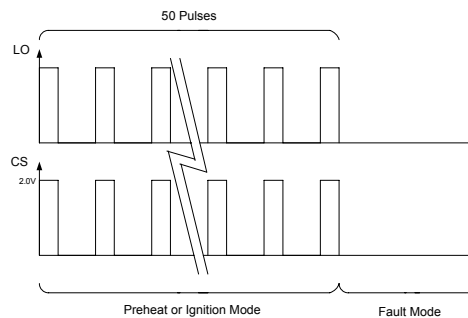 50 Pulses
LO
CS
2.0V
Preheat or Ignition Mode
Fault Mode